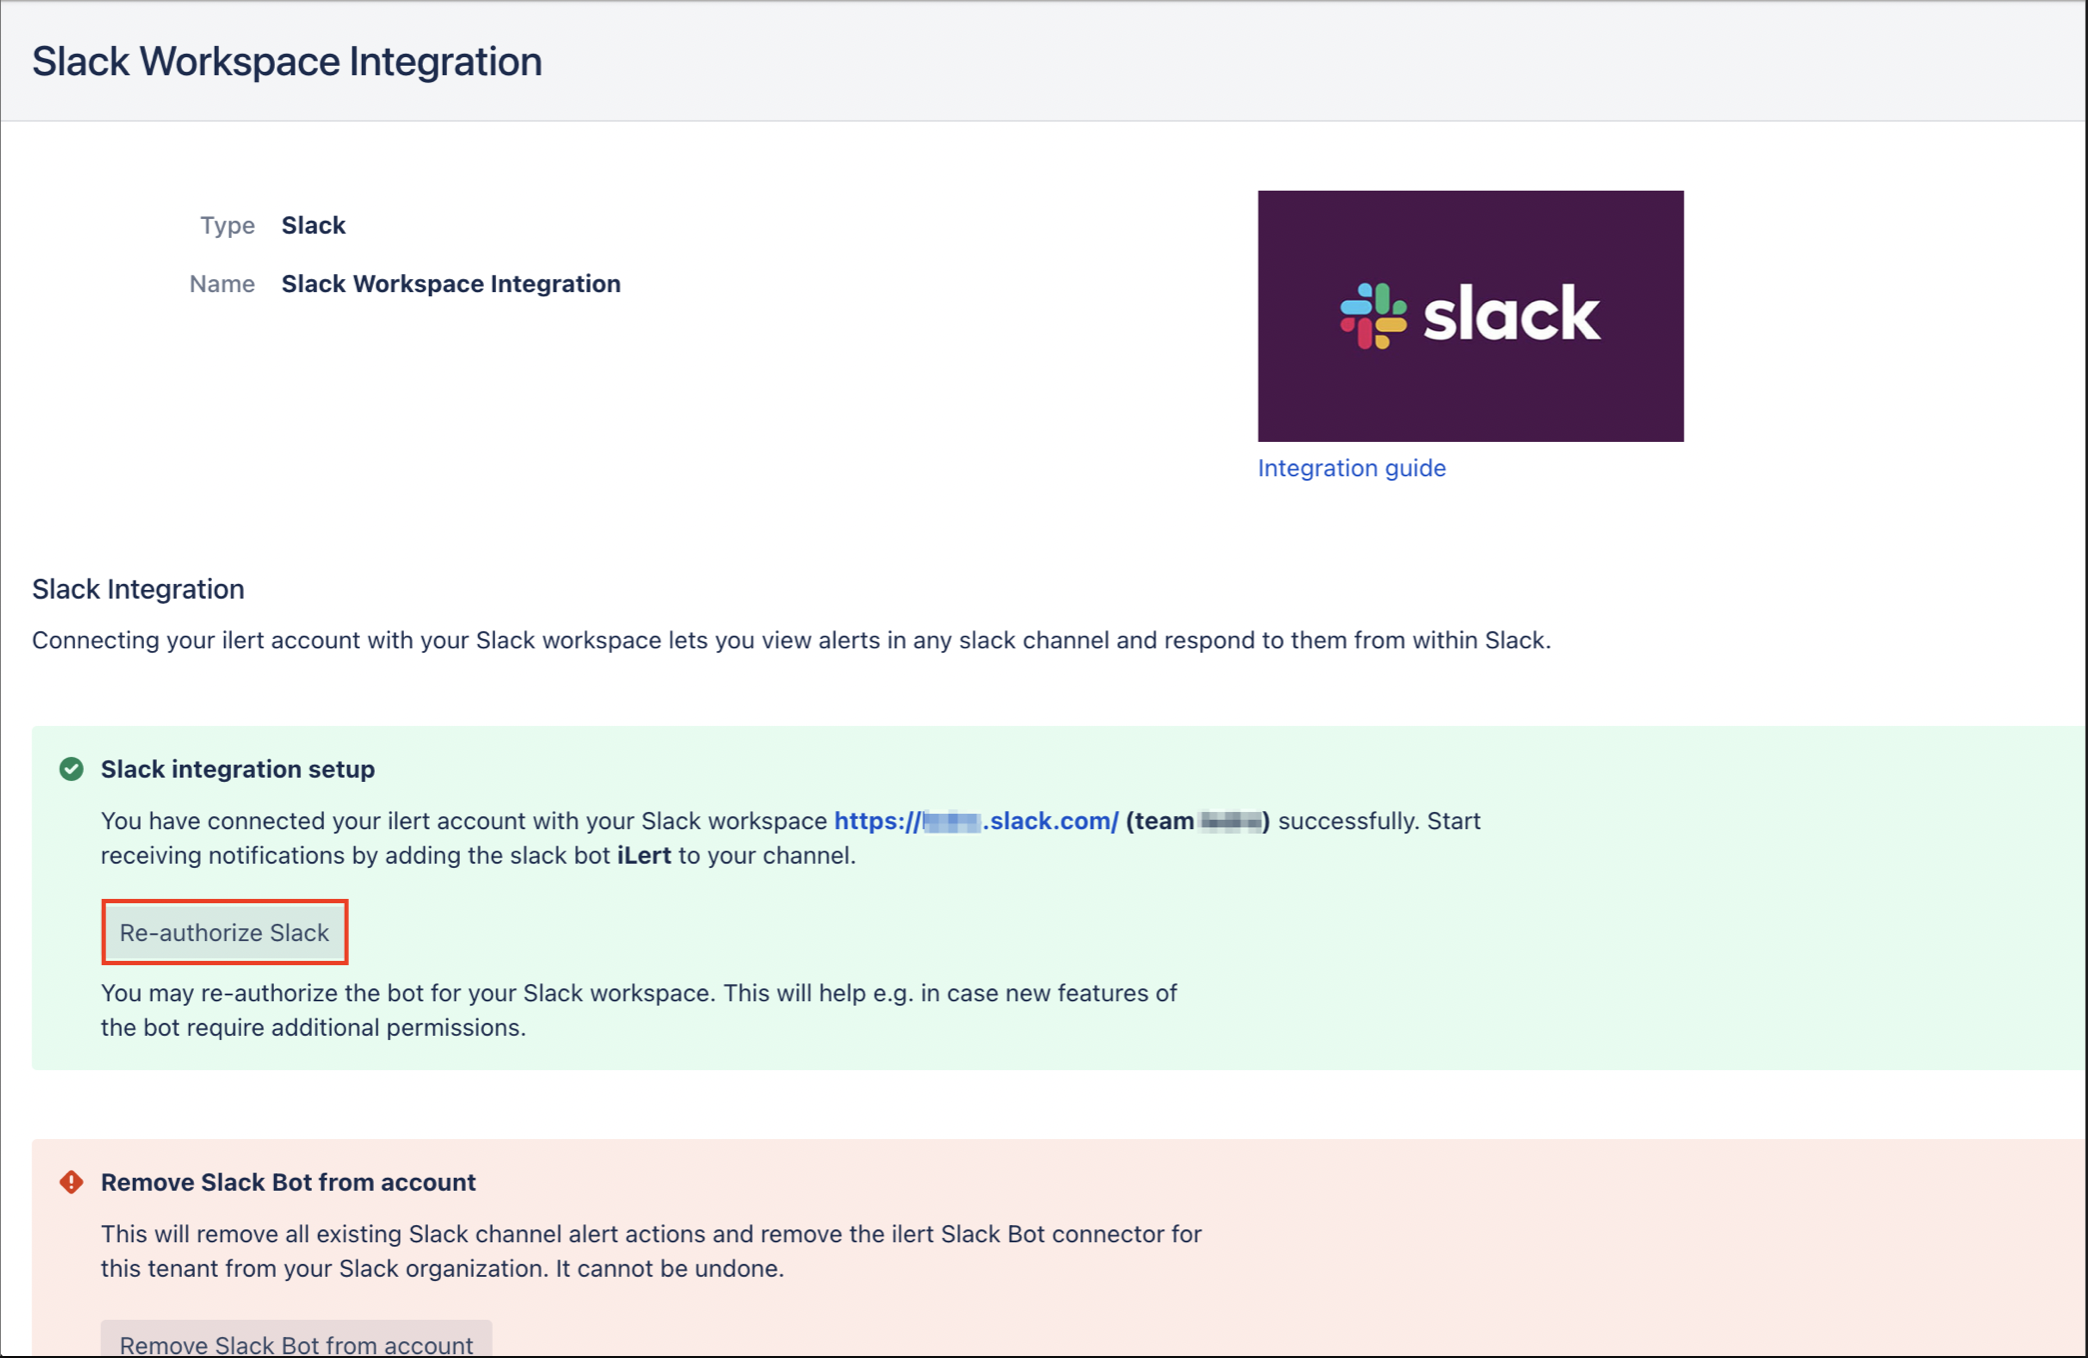 Slack Workspace Integration
Type Slack
Name Slack Workspace Integration
slack
Integration guide
Slack Integration
Connecting your ilert account with your Slack workspace lets you view alerts in any slack channel and respond to them from within Slack.
Slack integration setup
You have connected your ilert account with your Slack workspace https:// .slack.com/ (team ) successfully. Start
receiving notifications by adding the slack bot iLert to your channel.
Re-authorize Slack
You may re-authorize the bot for your Slack workspace. This will help e.g. in case new features of
the bot require additional permissions.
Remove Slack Bot from account
This will remove all existing Slack channel alert actions and remove the ilert Slack Bot connector for
this tenant from your Slack organization. It cannot be undone.
Remove Slack Bot from account